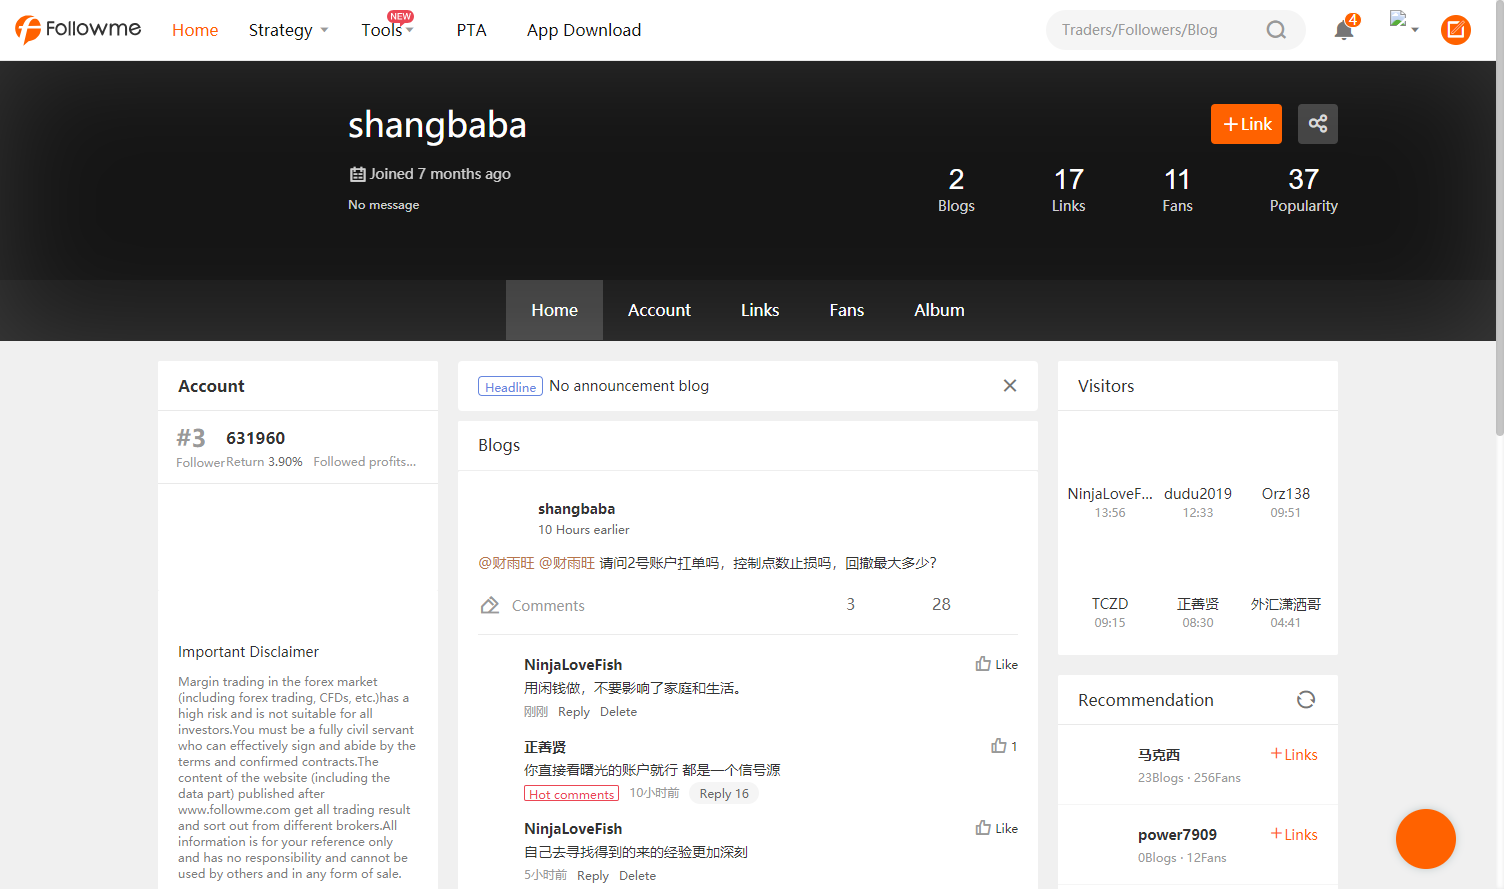 Followme
Home
Strategy
Tools
NEW
PTA
App Download
Traders/Followers/Blog
4
shangbaba
Joined 7 months ago
No message
+Link
2
Blogs
17
Links
11
Fans
37
Popularity
Home
Account
Links
Fans
Album
Account
#3
631960
Follower
Return 3.90%
Followed profits...
Important Disclaimer
Margin trading in the forex market
(including forex trading, CFDs, etc.)has a
high risk and is not suitable for all
investors.You must be a fully civil servant
who can effectively sign and abide by the
terms and confirmed contracts.The
content of the website (including the
data part) published after
www.followme.com get all trading result
and sort out from different brokers.All
information is for your reference only
and has no responsibility and cannot be
used by others and in any form of sale.
Headline No announcement blog
Blogs
shangbaba
10 Hours earlier
@财雨旺 @财雨旺 请问2号账户扛单吗，控制点数止损吗，回撤最大多少？
Comments
3
28
NinjaLoveFish
Like
用闲钱做，不要影响了家庭和生活。
刚刚 Reply Delete
正善贤
1
你直接看曙光的账户就行 都是一个信号源
Hot comments 10小时前 Reply 16
NinjaLoveFish
Like
自己去寻找得到的来的经验更加深刻
5小时前 Reply Delete
Visitors
NinjaLoveF...
13:56
dudu2019
12:33
Orz138
09:51
TCZD
09:15
正善贤
08:30
外汇潇洒哥
04:41
Recommendation
马克西
+Links
23Blogs · 256Fans
power7909
+Links
0Blogs · 12Fans